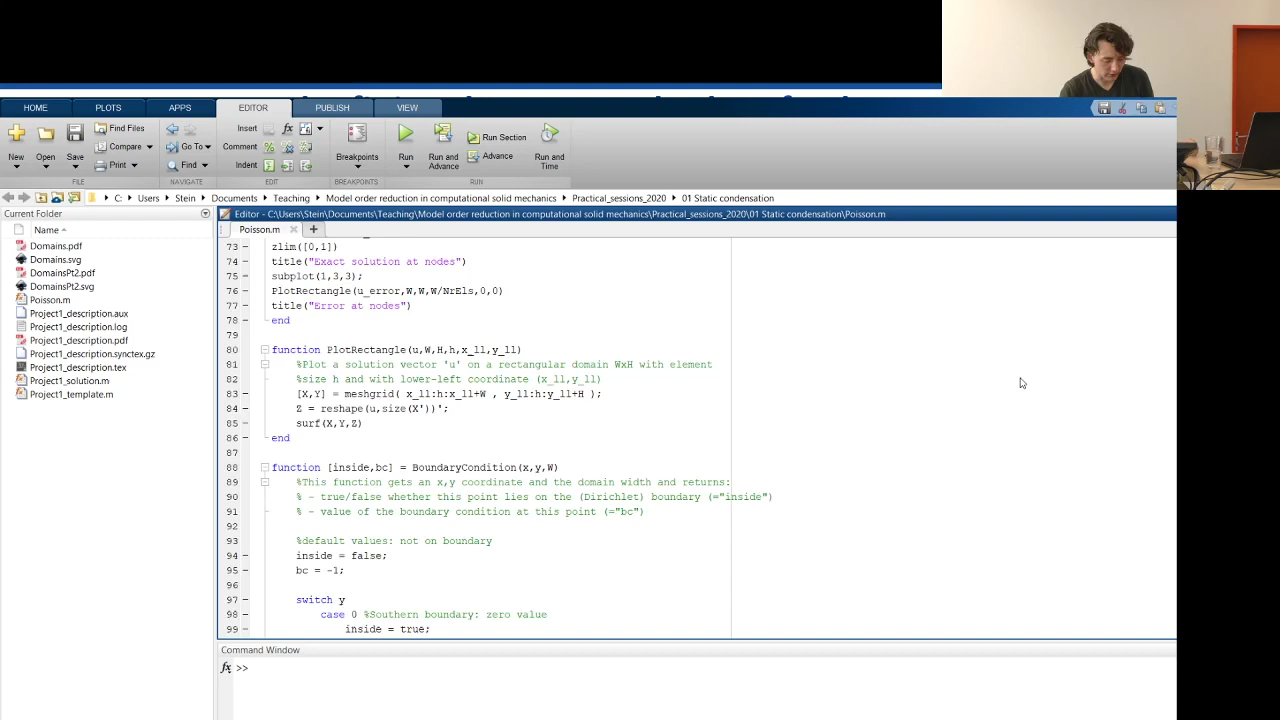 HOME PLOTS APPS EDITOR PUBLISH VIEW
New Open Save Find Files Compare Print Go To Find Insert fx Comment Indent Breakpoints Run Run and Advance Run Section Advance Run and Time
FILE NAVIGATE EDIT BREAKPOINTS RUN
C: Users Stein Documents Teaching Model order reduction in computational solid mechanics Practical_sessions_2020 01 Static condensation
Current Folder
Name
Domains.pdf
Domains.svg
DomainsPt2.pdf
DomainsPt2.svg
Poisson.m
Project1_description.aux
Project1_description.log
Project1_description.pdf
Project1_description.synctex.gz
Project1_description.tex
Project1_solution.m
Project1_template.m
Editor - C:\Users\Stein\Documents\Teaching\Model order reduction in computational solid mechanics\Practical_sessions_2020\01 Static condensation\Poisson.m
Poisson.m
73 zlim([0,1])
74 title("Exact solution at nodes")
75 subplot(1,3,3);
76 PlotRectangle(u_error,W,W,W/NrEls,0,0)
77 title("Error at nodes")
78 end
79
80 function PlotRectangle(u,W,H,h,x_ll,y_ll)
81 %Plot a solution vector 'u' on a rectangular domain WxH with element
82 %size h and with lower-left coordinate (x_ll,y_ll)
83 [X,Y] = meshgrid( x_ll:h:x_ll+W , y_ll:h:y_ll+H );
84 Z = reshape(u,size(X'))';
85 surf(X,Y,Z)
86 end
87
88 function [inside,bc] = BoundaryCondition(x,y,W)
89 %This function gets an x,y coordinate and the domain width and returns:
90 % - true/false whether this point lies on the (Dirichlet) boundary (="inside")
91 % - value of the boundary condition at this point (="bc")
92
93 %default values: not on boundary
94 inside = false;
95 bc = -1;
96
97 switch y
98 case 0 %Southern boundary: zero value
99 inside = true;
Command Window
fx >>